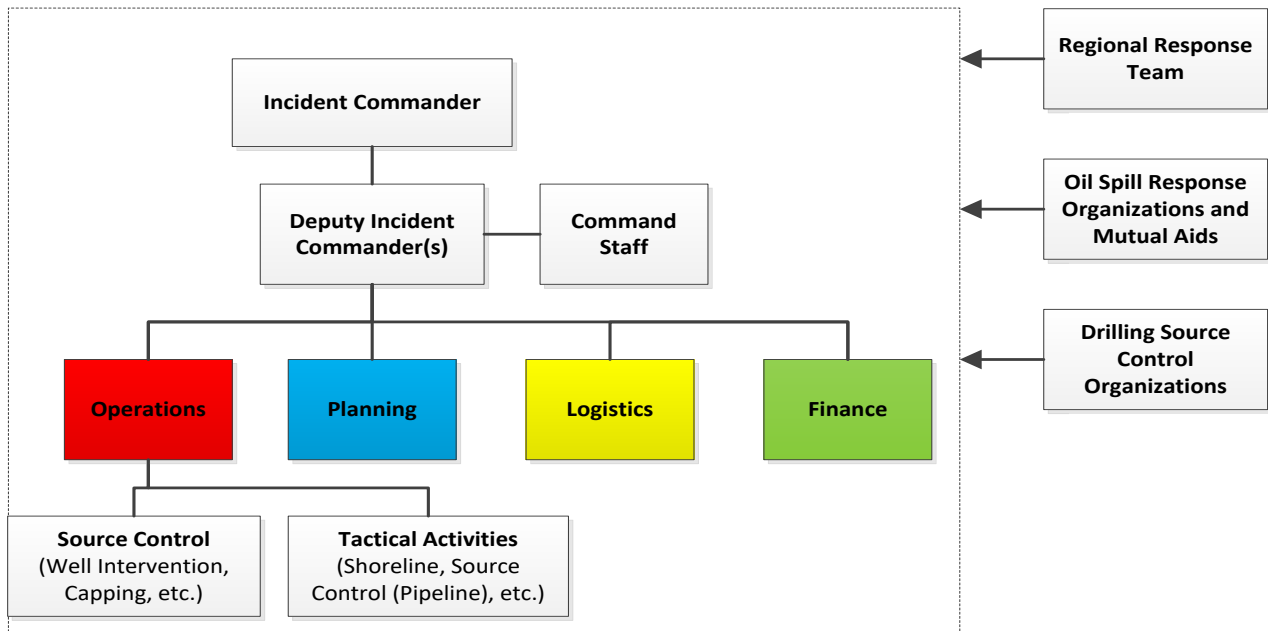 Incident Commander
Deputy Incident
Commander(s)
Command
Staff
Operations
Planning
Logistics
Finance
Source Control
(Well Intervention,
Capping, etc.)
Tactical Activities
(Shoreline, Source
Control (Pipeline), etc.)
Regional Response
Team
Oil Spill Response
Organizations and
Mutual Aids
Drilling Source
Control
Organizations